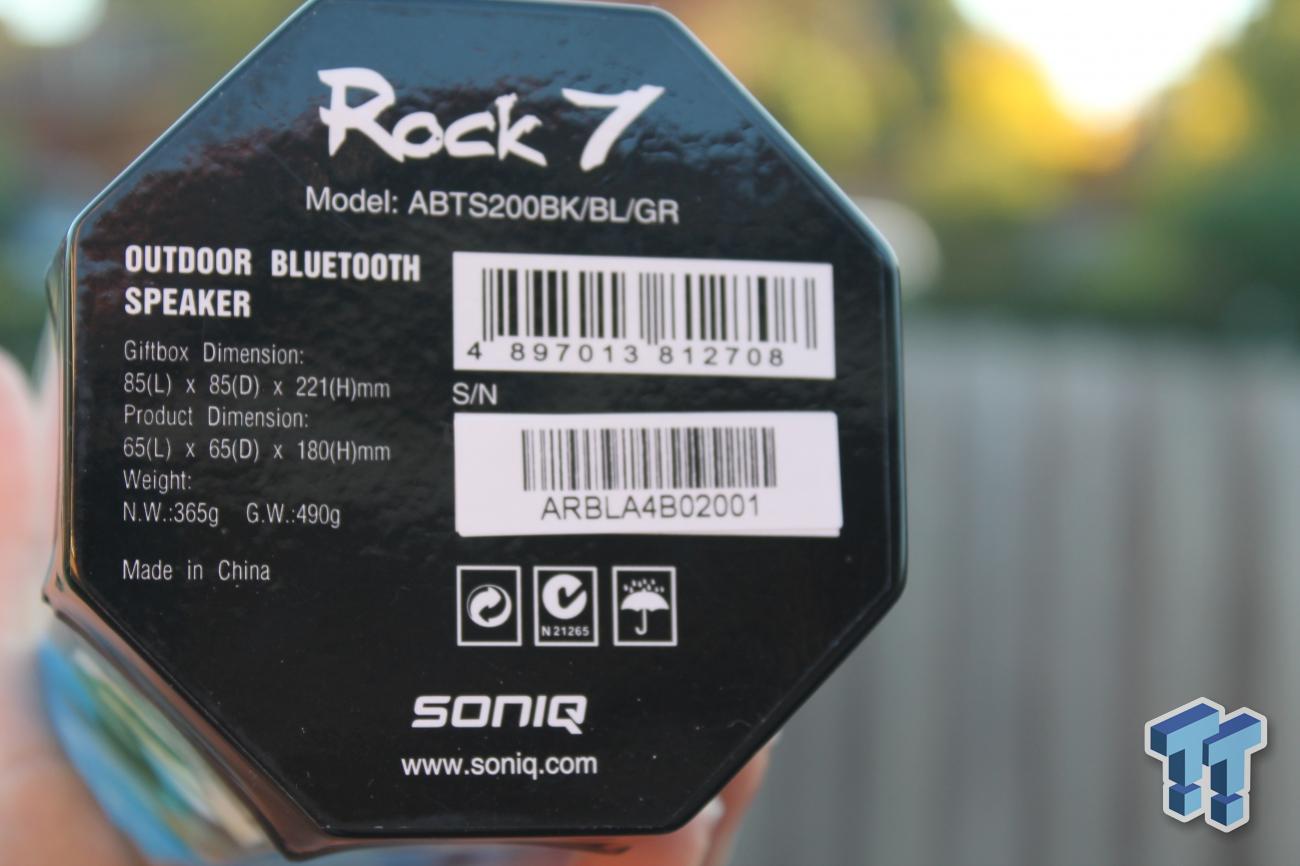 Rock 7
Model: ABTS200BK/BL/GR
OUTDOOR BLUETOOTH
SPEAKER
Giftbox Dimension:
85(L) x 85(D) x 221(H)mm
Product Dimension:
65(L) x 65(D) x 180(H)mm
Weight:
N.W.:365g G.W.:490g
Made in China
4 897013 812708
S/N
ARBLA4B02001
N21265
SONIQ
www.soniq.com
TT